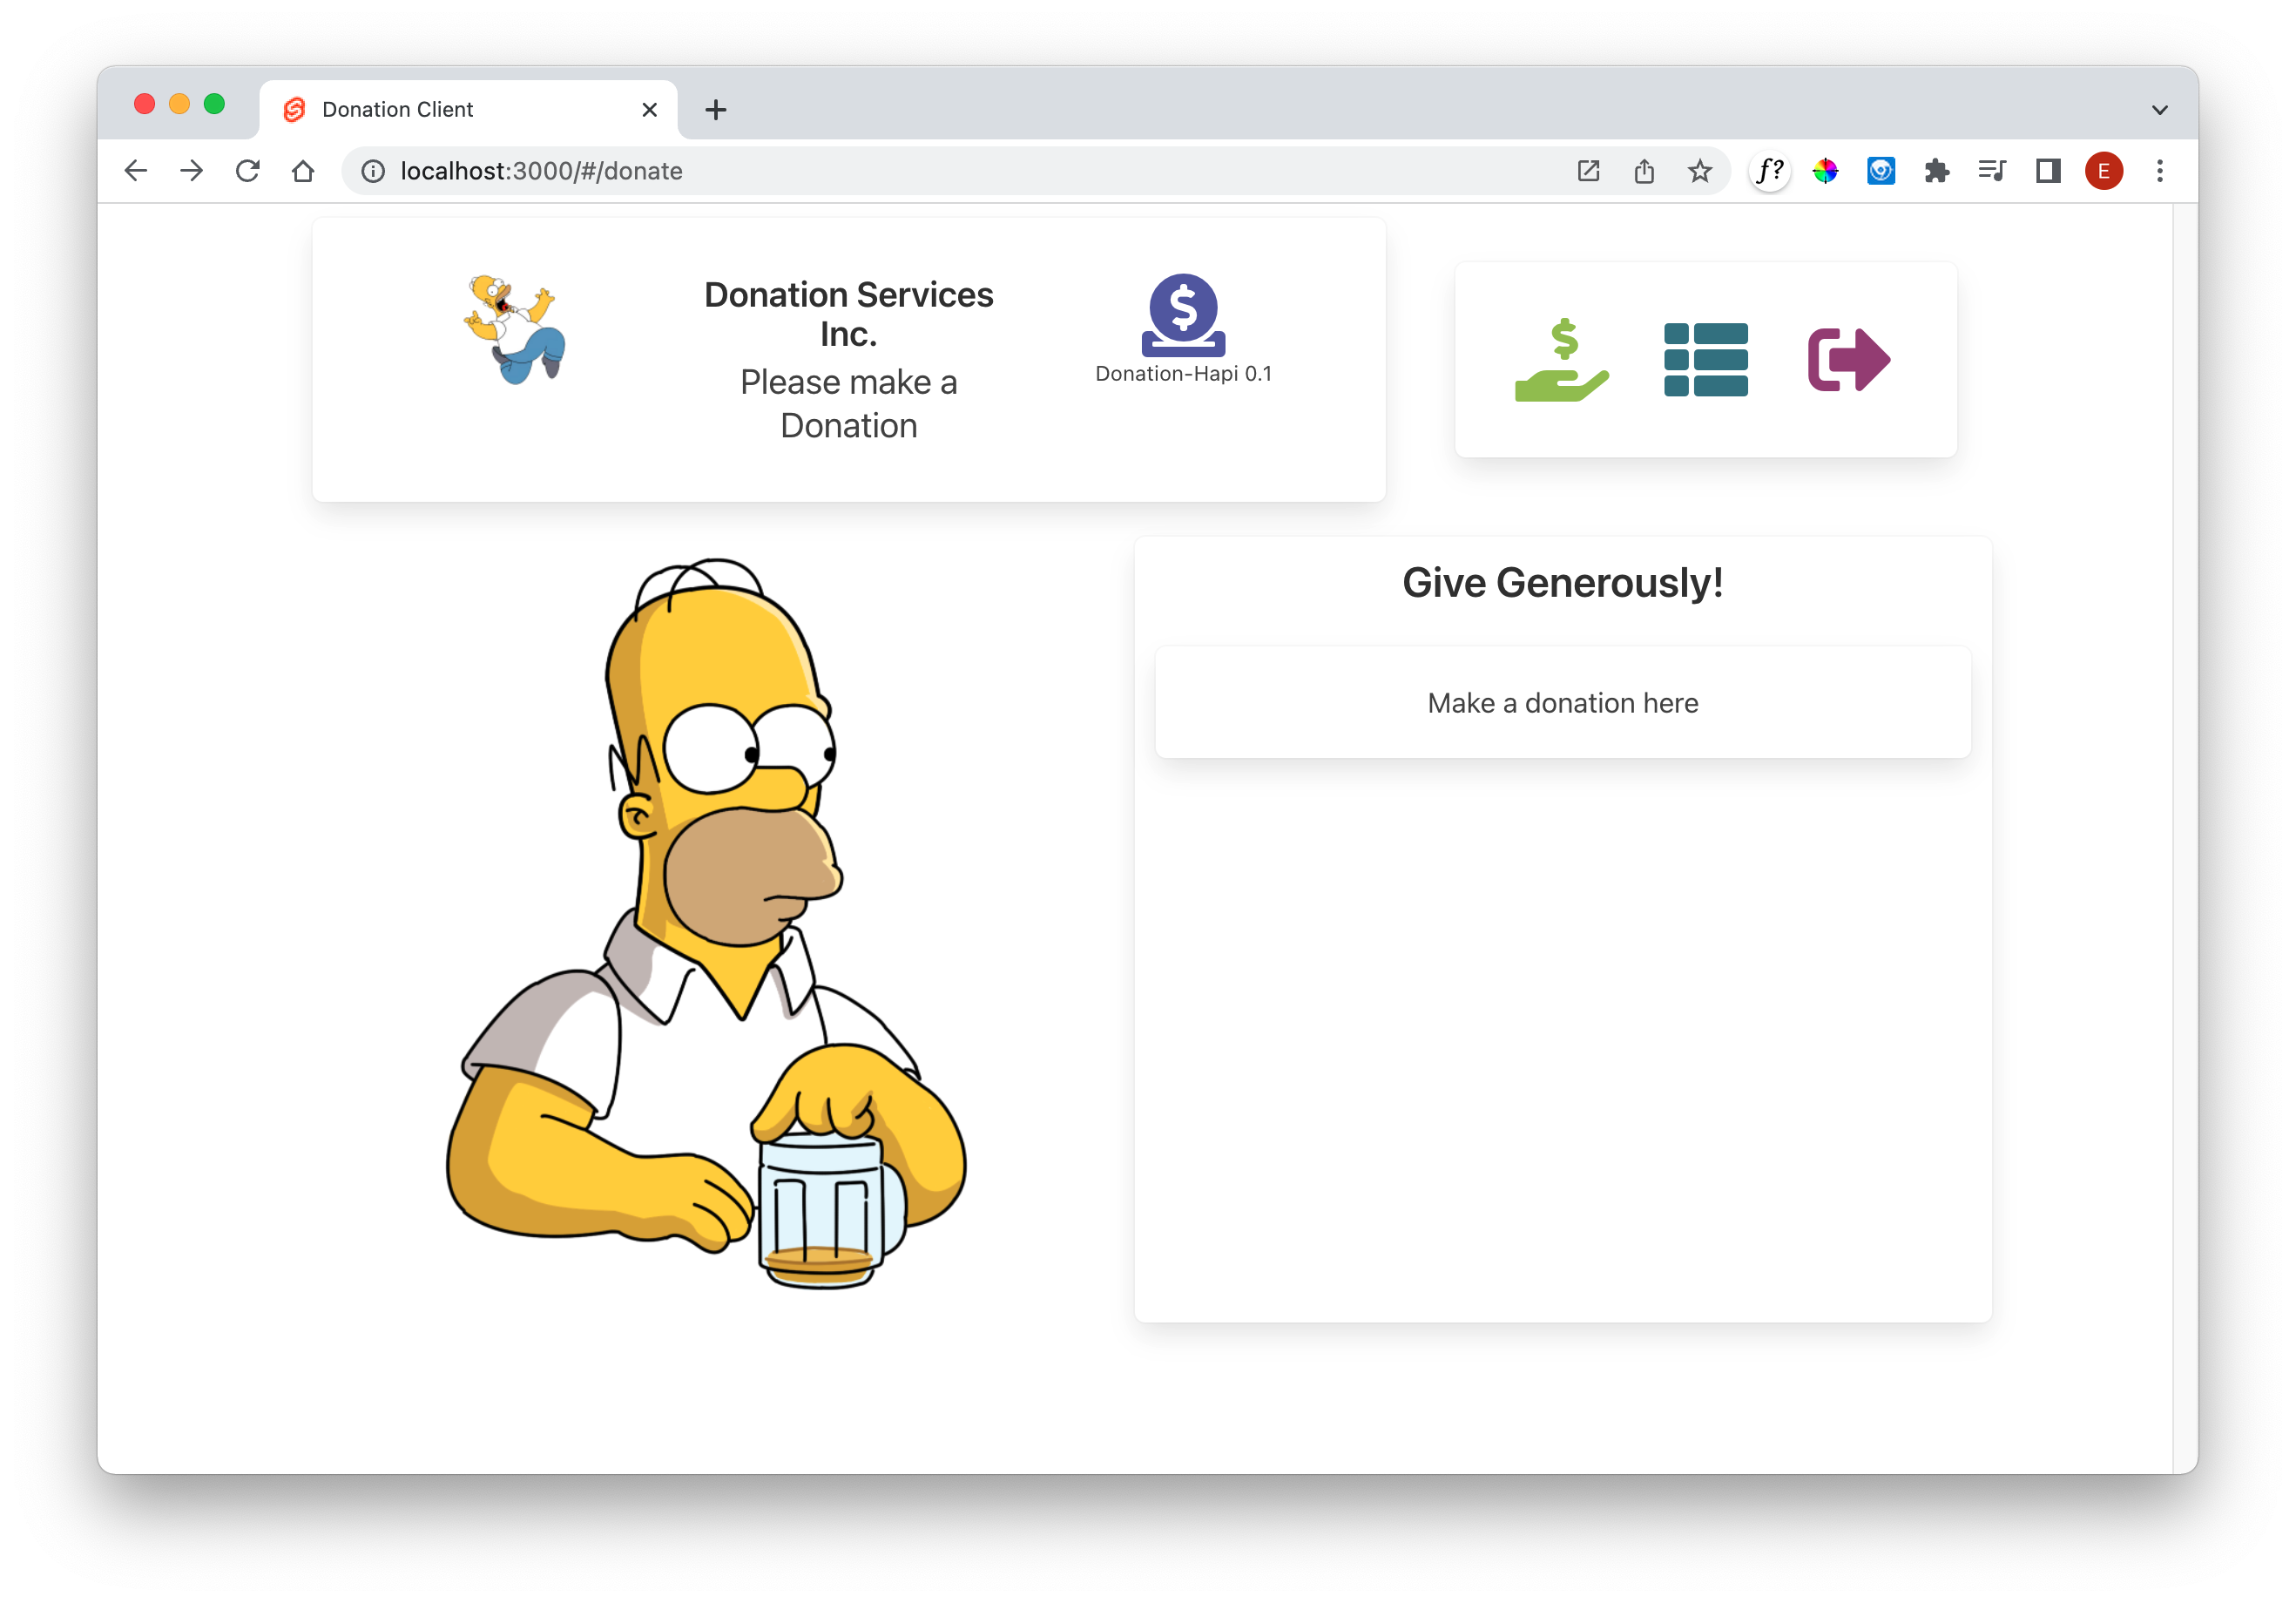 Donation Client
localhost:3000/#/donate
f?
E
Donation Services
Inc.
Please make a
Donation
$
Donation-Hapi 0.1
$
Give Generously!
Make a donation here